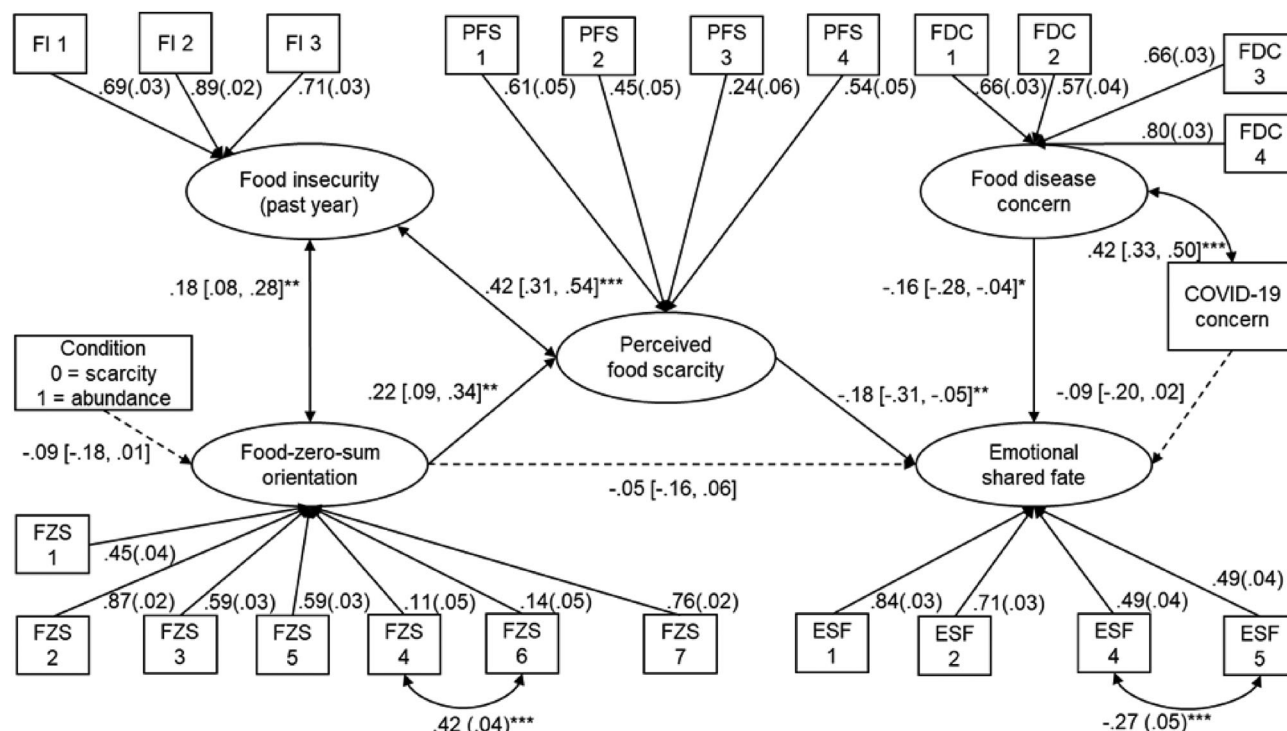 FI 1
FI 2
FI 3
PFS
1
PFS
2
PFS
3
PFS
4
FDC
1
FDC
2
FDC
3
FDC
4
.69(.03)
.89(.02)
.71(.03)
.61(.05)
.45(.05)
.24(.06)
.54(.05)
.66(.03)
.57(.04)
.66(.03)
.80(.03)
Food insecurity
(past year)
Food disease
concern
.18 [.08, .28]**
.42 [.31, .54]***
-.16 [-.28, -.04]*
.42 [.33, .50]***
COVID-19
concern
Condition
0 = scarcity
1 = abundance
Perceived
food scarcity
.22 [.09, .34]**
-.18 [-.31, -.05]**
-.09 [-.20, .02]
-.09 [-.18, .01]
Food-zero-sum
orientation
-.05 [-.16, .06]
Emotional
shared fate
FZS
1
.45(.04)
.87(.02)
.59(.03)
.59(.03)
.11(.05)
.14(.05)
.76(.02)
.84(.03)
.71(.03)
.49(.04)
.49(.04)
FZS
2
FZS
3
FZS
5
FZS
4
FZS
6
FZS
7
ESF
1
ESF
2
ESF
4
ESF
5
.42 (.04)***
-.27 (.05)***